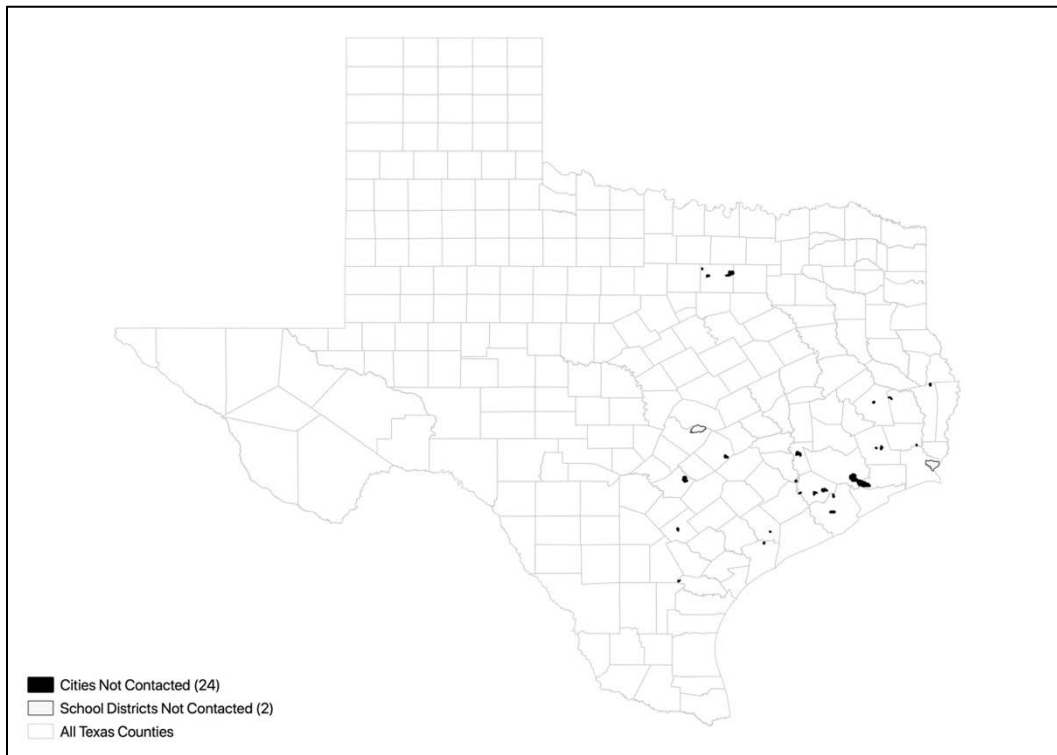 Cities Not Contacted (24)
School Districts Not Contacted (2)
All Texas Counties